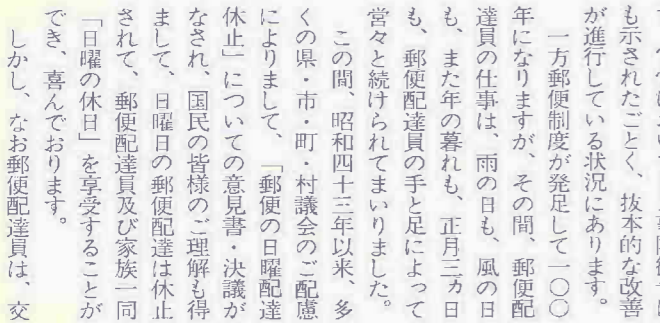 も示されたごとく、抜本的な改善
が進行している状況にあります。
一方郵便制度が発足して一〇〇
年になりますが、その間、郵便配
達員の仕事は、雨の日も、風の日
も、また年の暮れも、正月三ヵ日
も、郵便配達員の手と足によって
営々と続けられてまいりました。
この間、昭和四十三年以来、多
くの県・市・町・村議会のご配慮
によりまして、「郵便の日曜配達
休止」についての意見書・決議が
なされ、国民の皆様のご理解も得
まして、日曜日の郵便配達は休止
されて、郵便配達員及び家族一同
「日曜の休日」を享受することが
でき、喜んでおります。
しかし、なお郵便配達員は、交